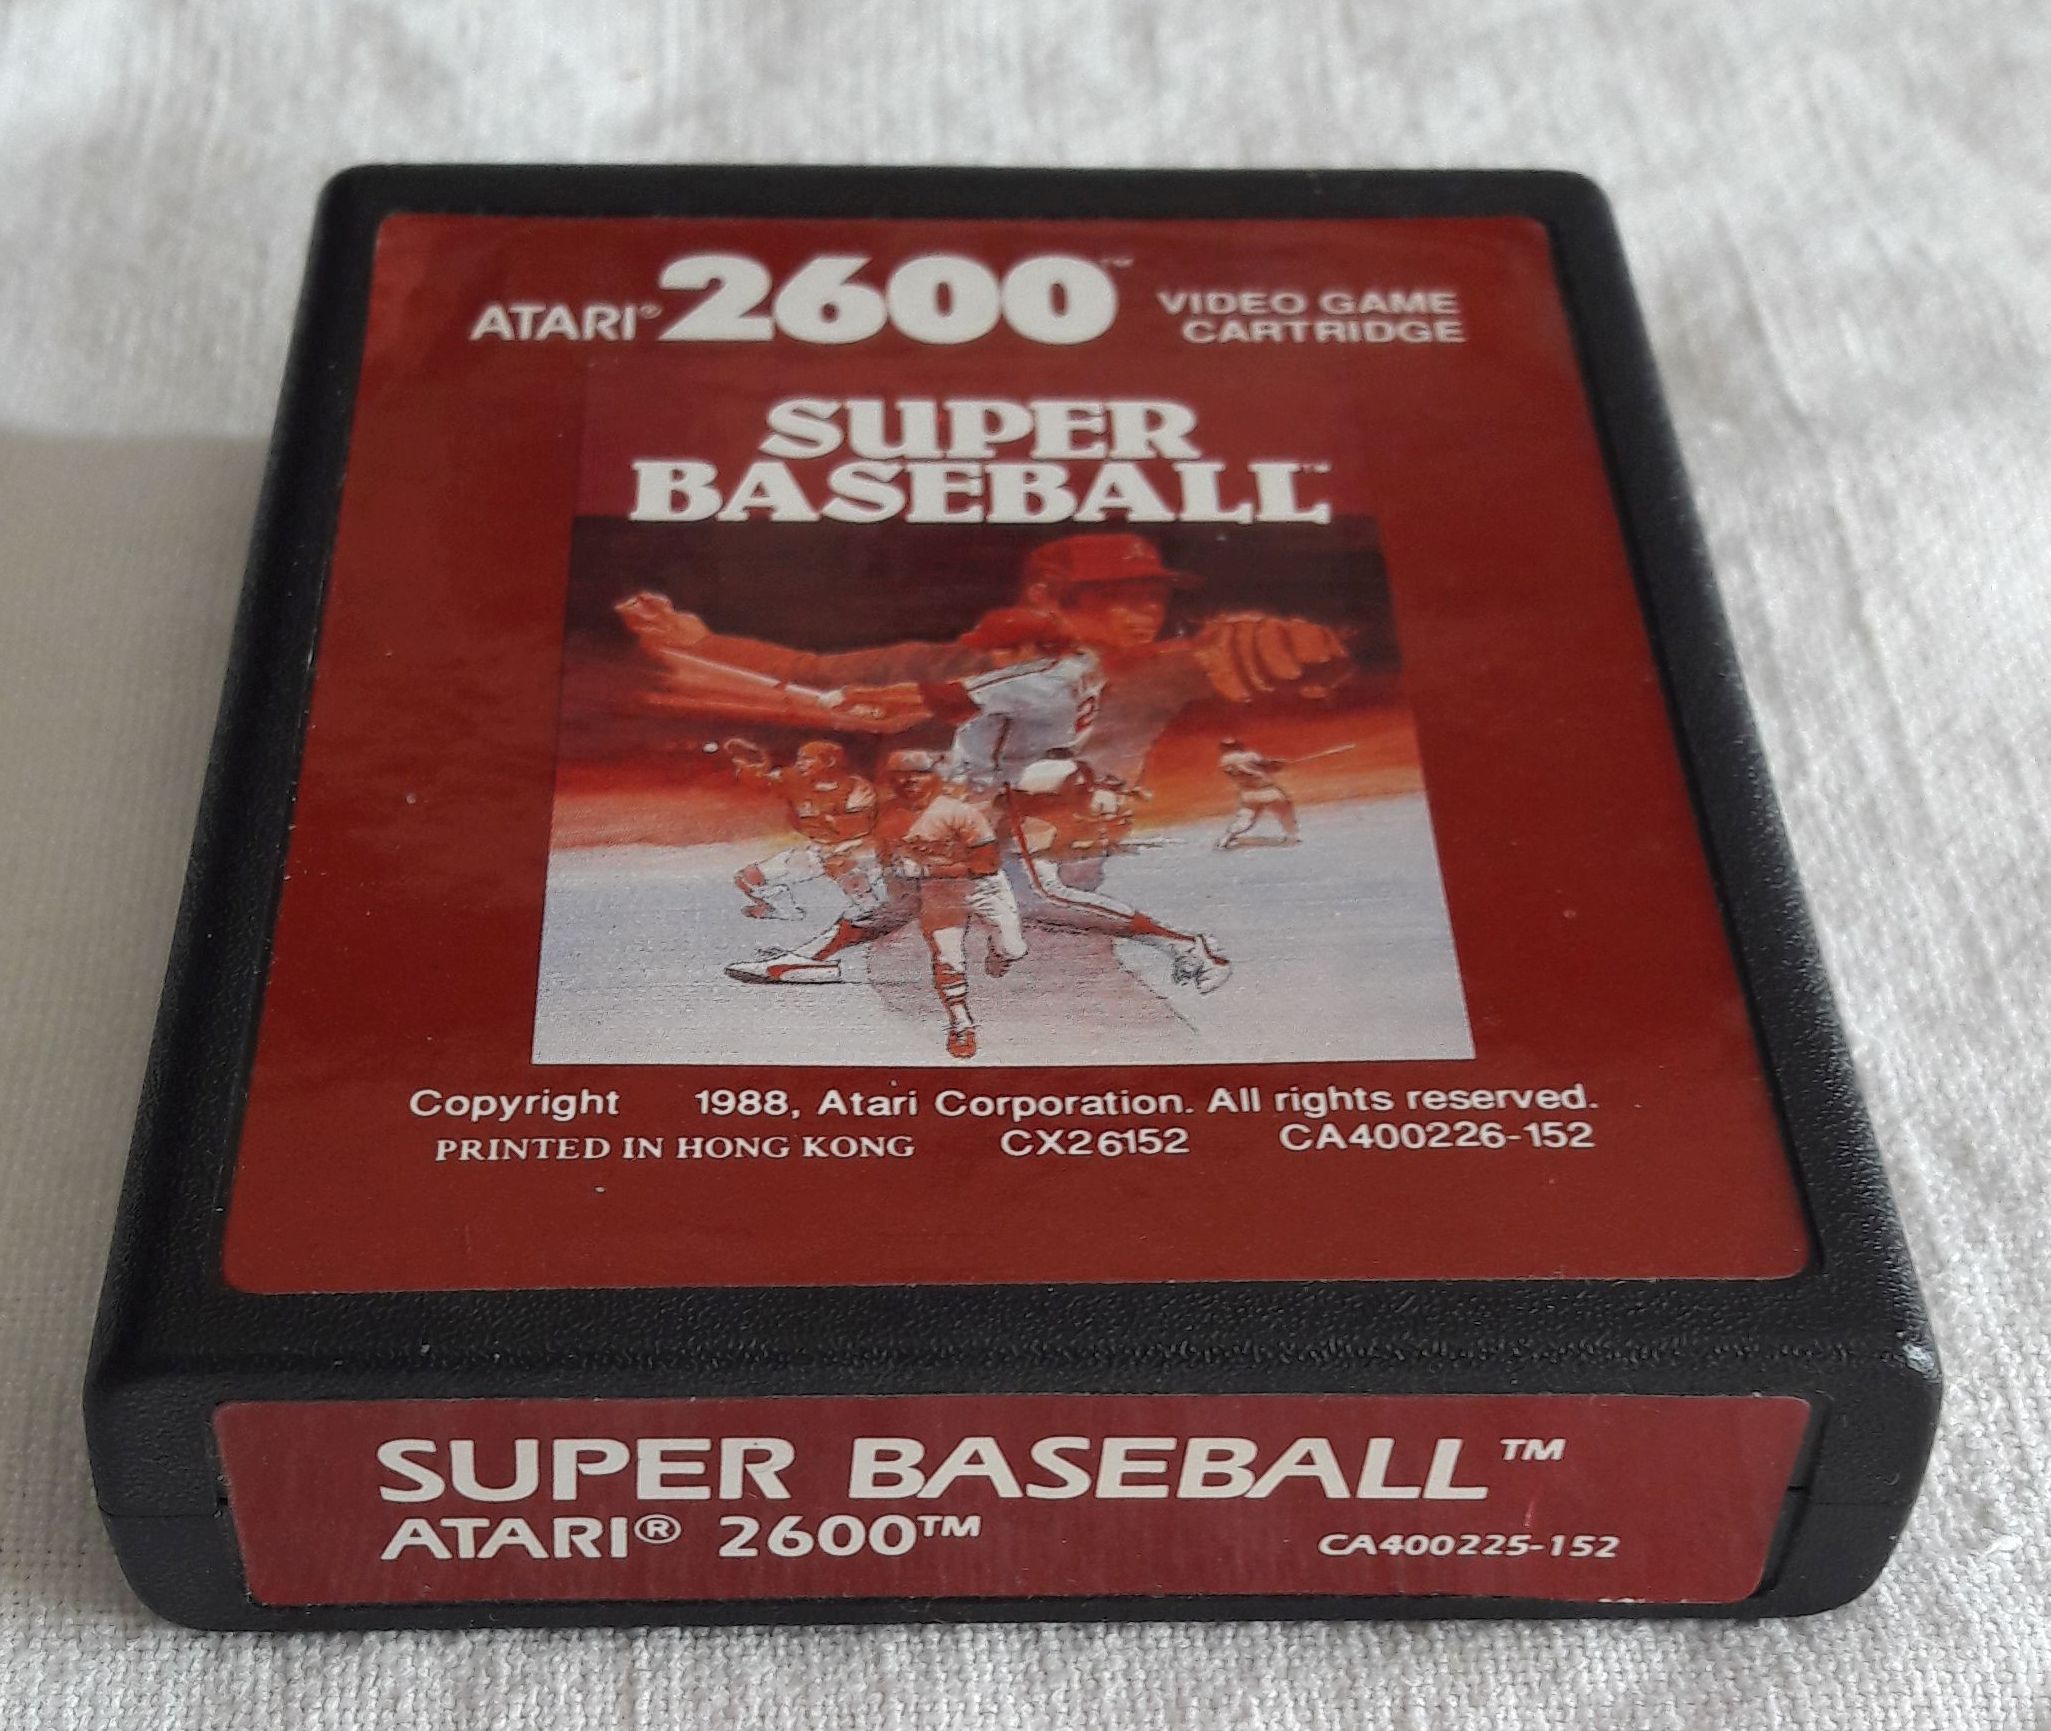 ATARI® 2600™ VIDEO GAME
CARTRIDGE
SUPER
BASEBALL™
2
Copyright 1988, Atari Corporation. All rights reserved.
PRINTED IN HONG KONG CX26152 CA400226-152
SUPER BASEBALL™
ATARI® 2600™ CA400225-152